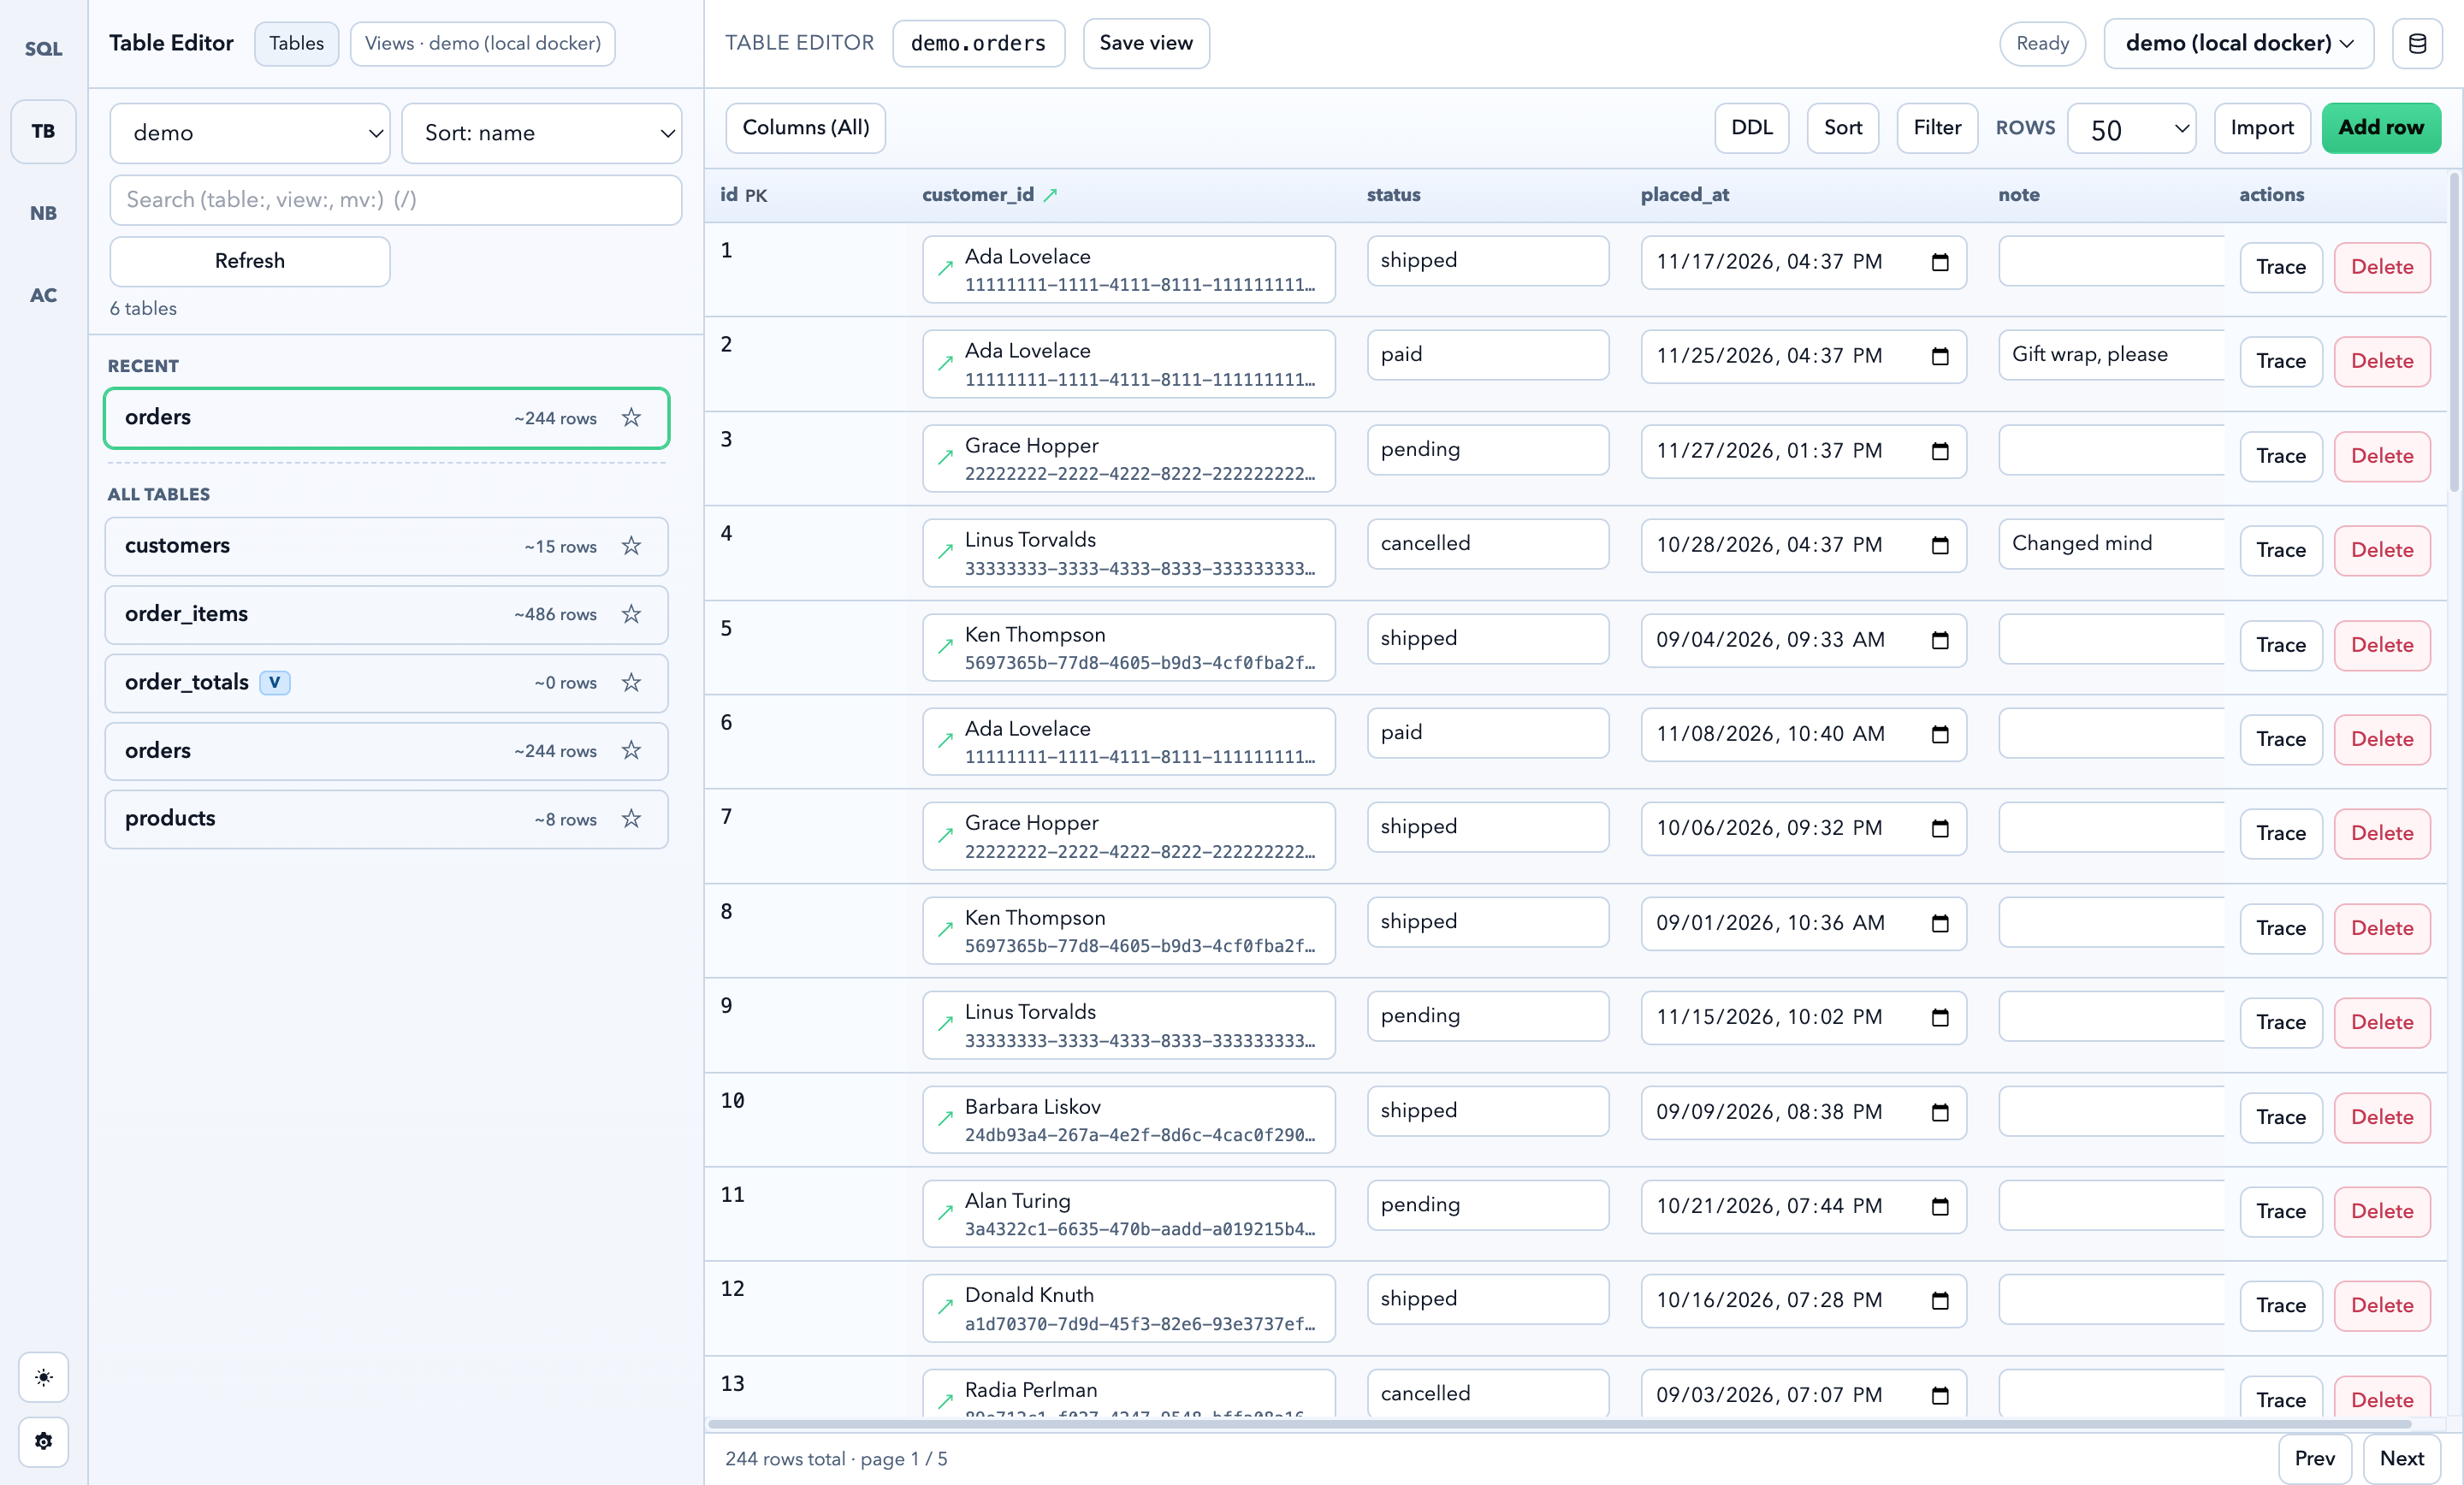 SQL
TB
NB
AC
Table Editor
Tables
Views · demo (local docker)
demo
Sort: name
Search (table:, view:, mv:) (/)
Refresh
6 tables
RECENT
orders ~244 rows
ALL TABLES
customers ~15 rows
order_items ~486 rows
order_totals V ~0 rows
orders ~244 rows
products ~8 rows
TABLE EDITOR demo.orders Save view
Ready demo (local docker)
Columns (All) DDL Sort Filter ROWS 50 Import Add row
id PK customer_id status placed_at note actions
1 Ada Lovelace shipped 11/17/2026, 04:37 PM Trace Delete
11111111-1111-4111-8111-111111111…
2 Ada Lovelace paid 11/25/2026, 04:37 PM Gift wrap, please Trace Delete
11111111-1111-4111-8111-111111111…
3 Grace Hopper pending 11/27/2026, 01:37 PM Trace Delete
22222222-2222-4222-8222-222222222…
4 Linus Torvalds cancelled 10/28/2026, 04:37 PM Changed mind Trace Delete
33333333-3333-4333-8333-333333333…
5 Ken Thompson shipped 09/04/2026, 09:33 AM Trace Delete
5697365b-77d8-4605-b9d3-4cf0fba2f…
6 Ada Lovelace paid 11/08/2026, 10:40 AM Trace Delete
11111111-1111-4111-8111-111111111…
7 Grace Hopper shipped 10/06/2026, 09:32 PM Trace Delete
22222222-2222-4222-8222-222222222…
8 Ken Thompson shipped 09/01/2026, 10:36 AM Trace Delete
5697365b-77d8-4605-b9d3-4cf0fba2f…
9 Linus Torvalds pending 11/15/2026, 10:02 PM Trace Delete
33333333-3333-4333-8333-333333333…
10 Barbara Liskov shipped 09/09/2026, 08:38 PM Trace Delete
24db93a4-267a-4e2f-8d6c-4cac0f290…
11 Alan Turing pending 10/21/2026, 07:44 PM Trace Delete
3a4322c1-6635-470b-aadd-a019215b4…
12 Donald Knuth shipped 10/16/2026, 07:28 PM Trace Delete
a1d70370-7d9d-45f3-82e6-93e3737ef…
13 Radia Perlman cancelled 09/03/2026, 07:07 PM Trace Delete
244 rows total · page 1 / 5 Prev Next